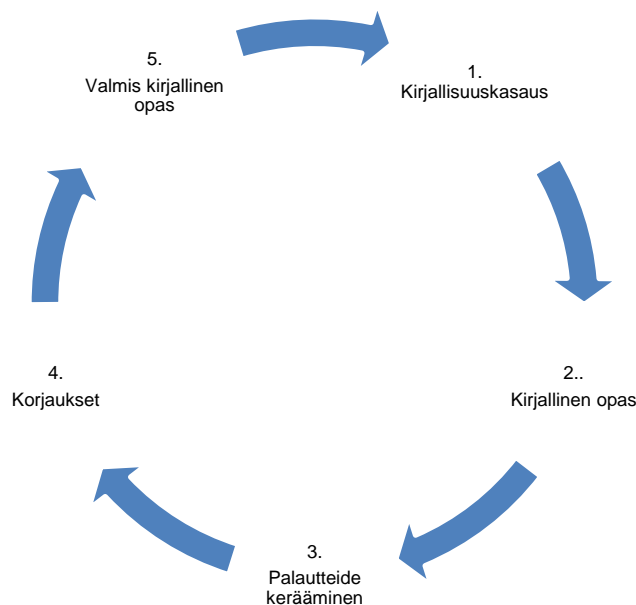 1.
Kirjallisuuskasaus
2..
Kirjallinen opas
3.
Palautteide
kerääminen
4.
Korjaukset
5.
Valmis kirjallinen
opas